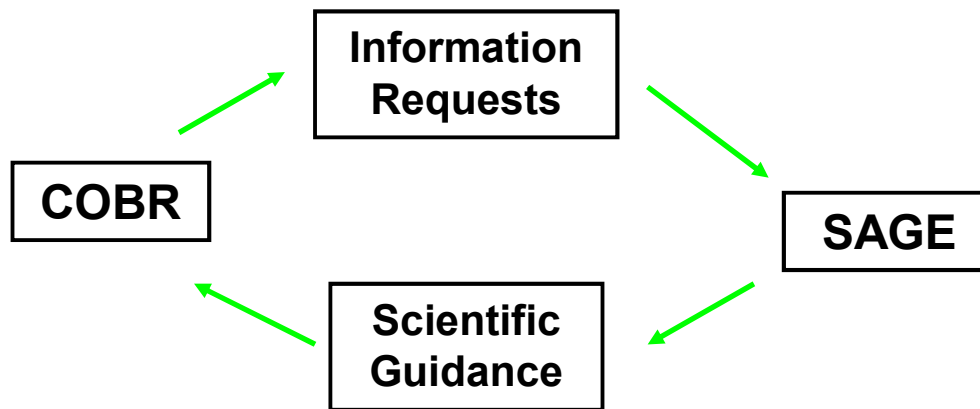 Information
Requests
COBR
SAGE
Scientific
Guidance